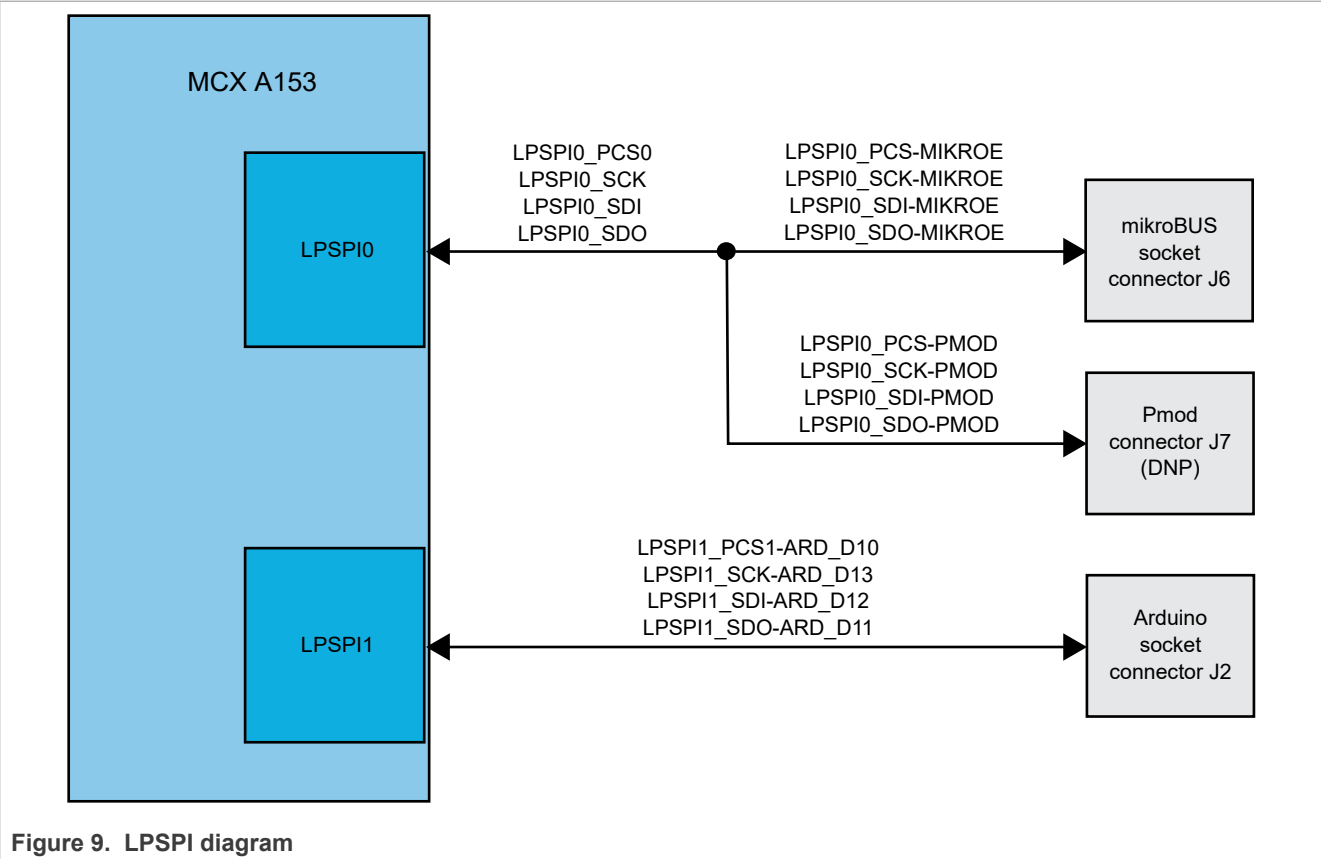 MCX A153
LPSPI0
LPSPI0_PCS0
LPSPI0_SCK
LPSPI0_SDI
LPSPI0_SDO
LPSPI0_PCS-MIKROE
LPSPI0_SCK-MIKROE
LPSPI0_SDI-MIKROE
LPSPI0_SDO-MIKROE
mikroBUS
socket
connector J6
LPSPI0_PCS-PMOD
LPSPI0_SCK-PMOD
LPSPI0_SDI-PMOD
LPSPI0_SDO-PMOD
Pmod
connector J7
(DNP)
LPSPI1
LPSPI1_PCS1-ARD_D10
LPSPI1_SCK-ARD_D13
LPSPI1_SDI-ARD_D12
LPSPI1_SDO-ARD_D11
Arduino
socket
connector J2
Figure 9. LPSPI diagram